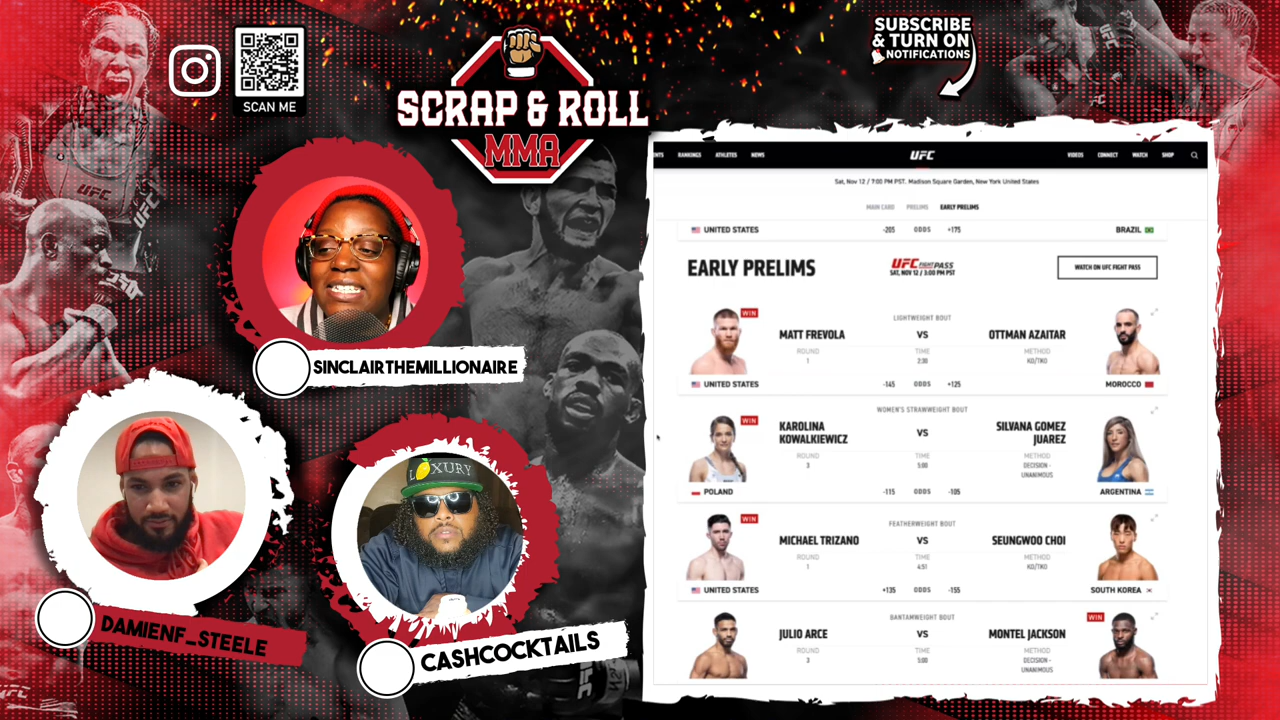 SCAN ME
SCRAP & ROLL
MMA
SUBSCRIBE
& TURN ON
NOTIFICATIONS
SINCLAIRTHEMILLIONAIRE
DAMIENF_STEELE
LUXURY
CASHCOCKTAILS
ENTS RANKINGS ATHLETES NEWS UFC VIDEOS CONNECT WATCH SHOP
Sat, Nov 12 / 7:00 PM PST. Madison Square Garden, New York United States
MAIN CARD PRELIMS EARLY PRELIMS
UNITED STATES -205 ODDS +175 BRAZIL
EARLY PRELIMS UFC FIGHT PASS WATCH ON UFC FIGHT PASS
SAT, NOV 12 / 3:00 PM PST
LIGHTWEIGHT BOUT
WIN MATT FREVOLA VS OTTMAN AZAITAR
ROUND TIME METHOD
1 2:30 KO/TKO
UNITED STATES -145 ODDS +125 MOROCCO
WOMEN'S STRAWWEIGHT BOUT
WIN KAROLINA KOWALKIEWICZ VS SILVANA GOMEZ JUAREZ
ROUND TIME METHOD
3 5:00 DECISION - UNANIMOUS
POLAND -115 ODDS -105 ARGENTINA
FEATHERWEIGHT BOUT
WIN MICHAEL TRIZANO VS SEUNGWOO CHOI
ROUND TIME METHOD
1 4:51 KO/TKO
UNITED STATES +135 ODDS -155 SOUTH KOREA
BANTAMWEIGHT BOUT
JULIO ARCE VS WIN MONTEL JACKSON
ROUND TIME METHOD
3 5:00 DECISION - UNANIMOUS
UFC
UFC
UFC
UFC